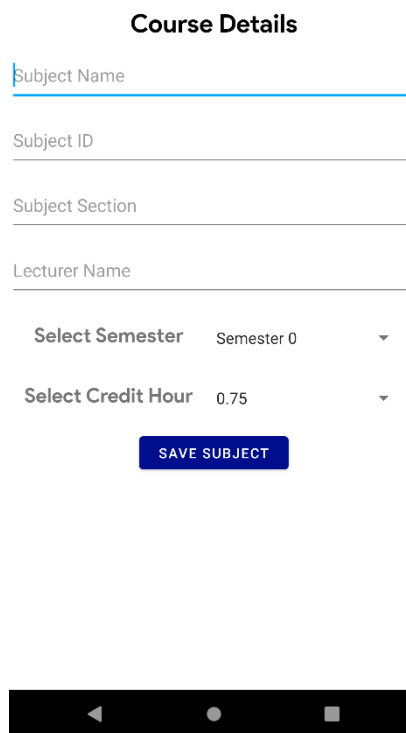 Course Details
Subject Name
Subject ID
Subject Section
Lecturer Name
Select Semester Semester 0
Select Credit Hour 0.75
SAVE SUBJECT